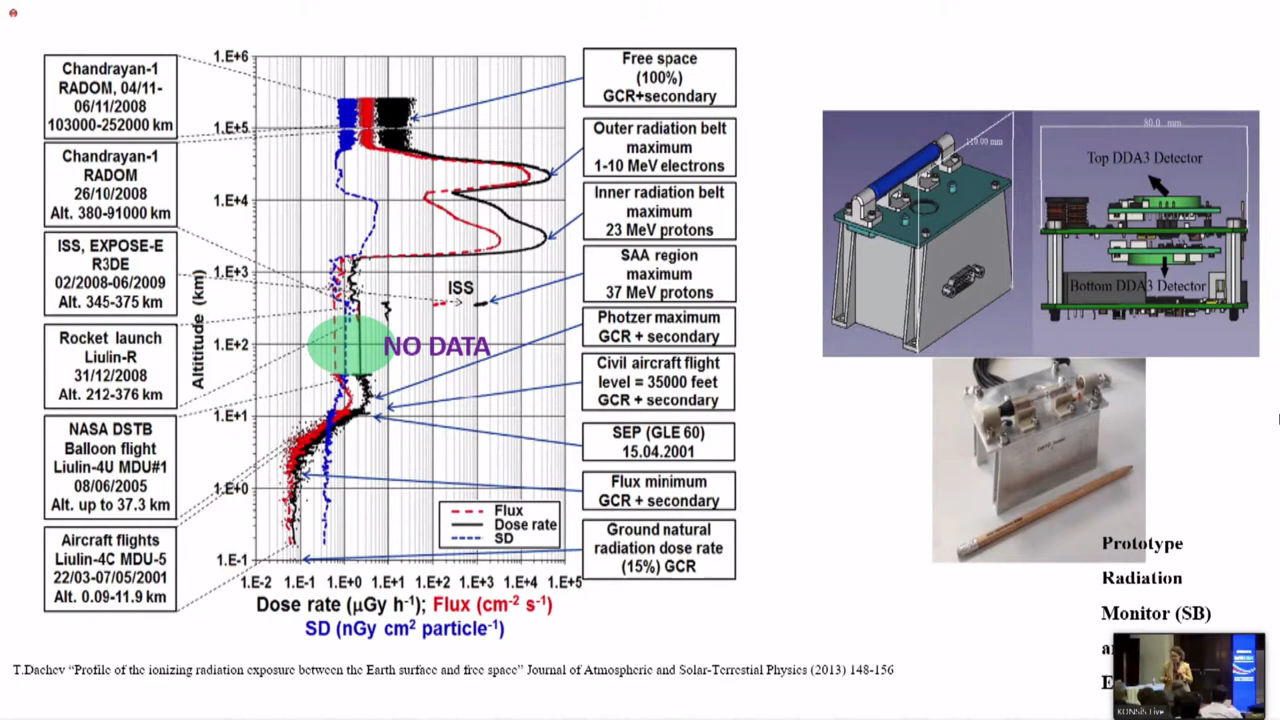 Chandrayan-1
RADOM, 04/11-
06/11/2008
103000-252000 km
Chandrayan-1
RADOM
26/10/2008
Alt. 380-91000 km
ISS, EXPOSE-E
R3DE
02/2008-06/2009
Alt. 345-375 km
Rocket launch
Liulin-R
31/12/2008
Alt. 212-376 km
NASA DSTB
Balloon flight
Liulin-4U MDU#1
08/06/2005
Alt. up to 37.3 km
Aircraft flights
Liulin-4C MDU-5
22/03-07/05/2001
Alt. 0.09-11.9 km
Altitude (km)
1.E+6
1.E+5
1.E+4
1.E+3
1.E+2
1.E+1
1.E+0
1.E-1
ISS
NO DATA
Flux
Dose rate
SD
1.E-2 1.E-1 1.E+0 1.E+1 1.E+2 1.E+3 1.E+4 1.E+5
Dose rate (µGy h-1); Flux (cm-2 s-1)
SD (nGy cm2 particle-1)
Free space
(100%)
GCR+secondary
Outer radiation belt
maximum
1-10 MeV electrons
Inner radiation belt
maximum
23 MeV protons
SAA region
maximum
37 MeV protons
Photzer maximum
GCR + secondary
Civil aircraft flight
level = 35000 feet
GCR + secondary
SEP (GLE 60)
15.04.2001
Flux minimum
GCR + secondary
Ground natural
radiation dose rate
(15%) GCR
110.00 mm
80.0 mm
Top DDA3 Detector
Bottom DDA3 Detector
Prototype
Radiation
Monitor (SB)
T.Dachev “Profile of the ionizing radiation exposure between the Earth surface and free space” Journal of Atmospheric and Solar-Terrestial Physics (2013) 148-156
KONSiS Live